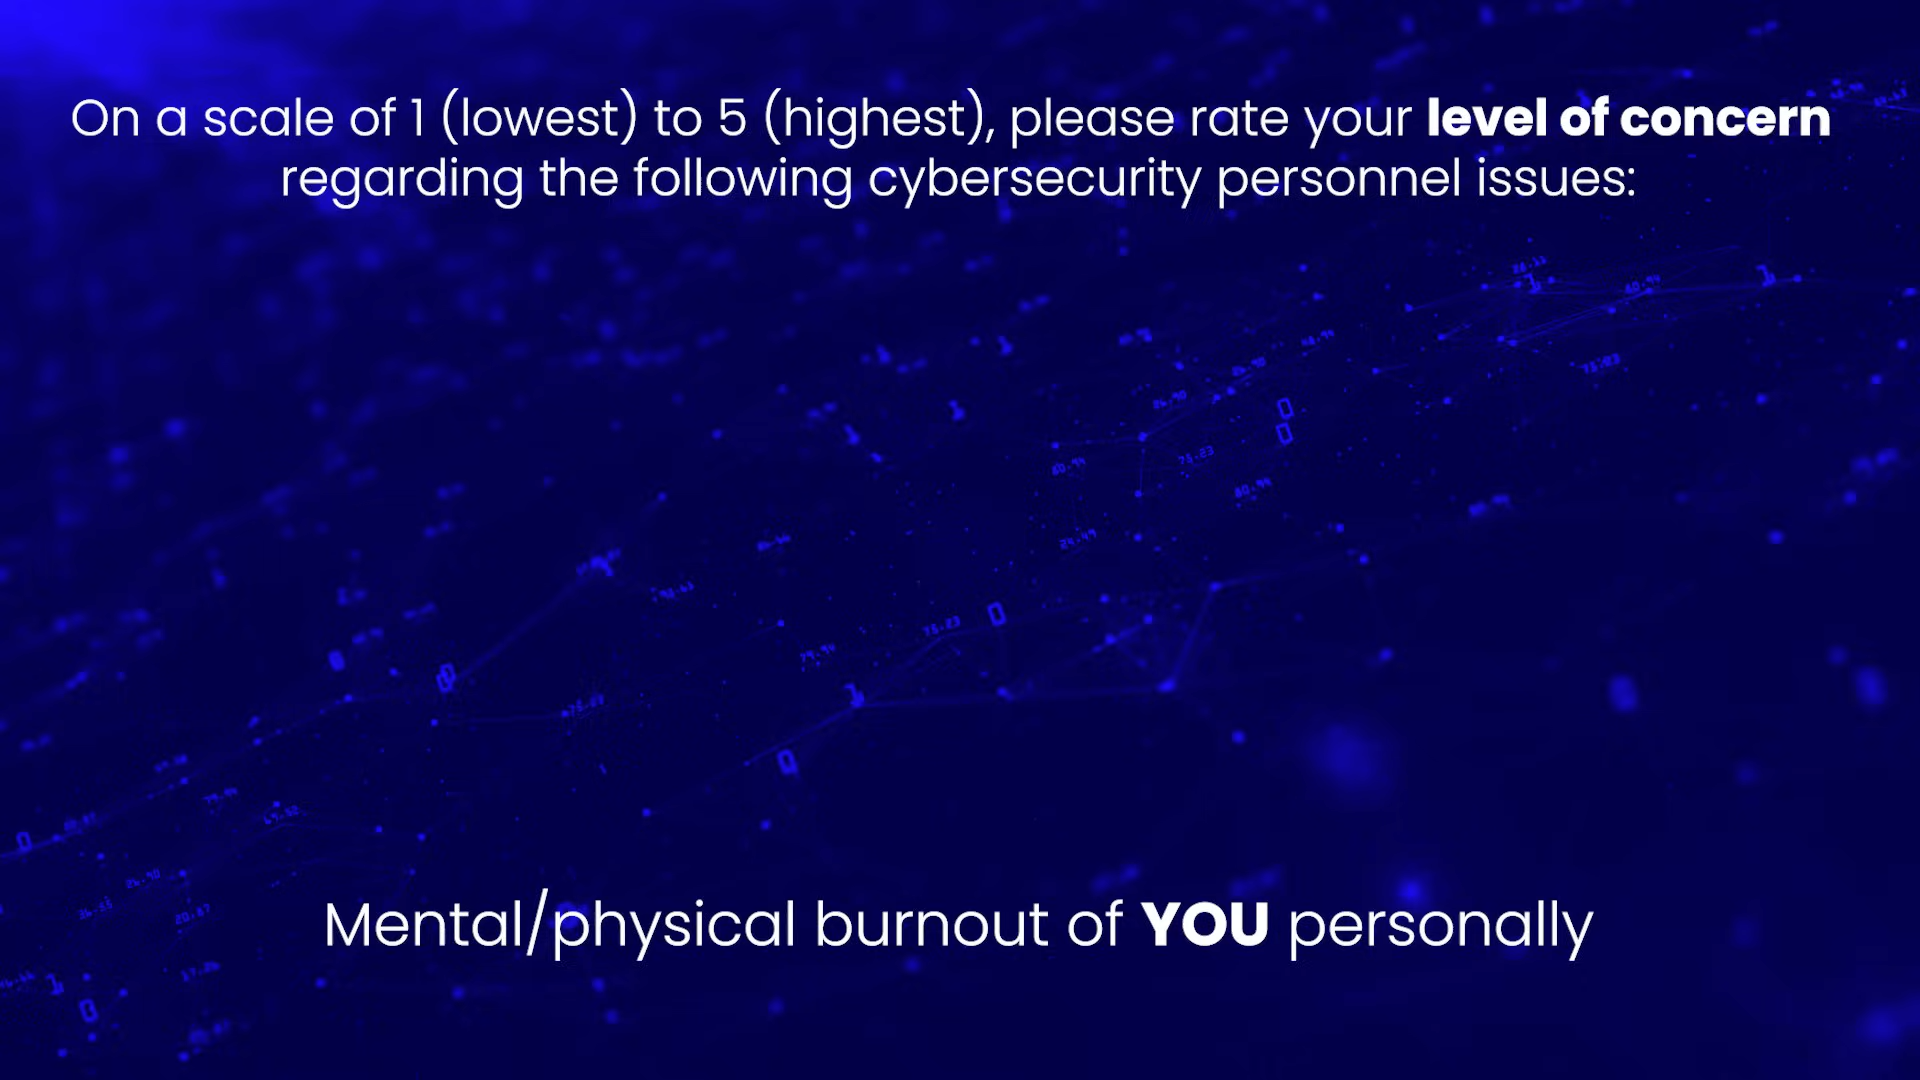 On a scale of 1 (lowest) to 5 (highest), please rate your level of concern
regarding the following cybersecurity personnel issues:
Mental/physical burnout of YOU personally